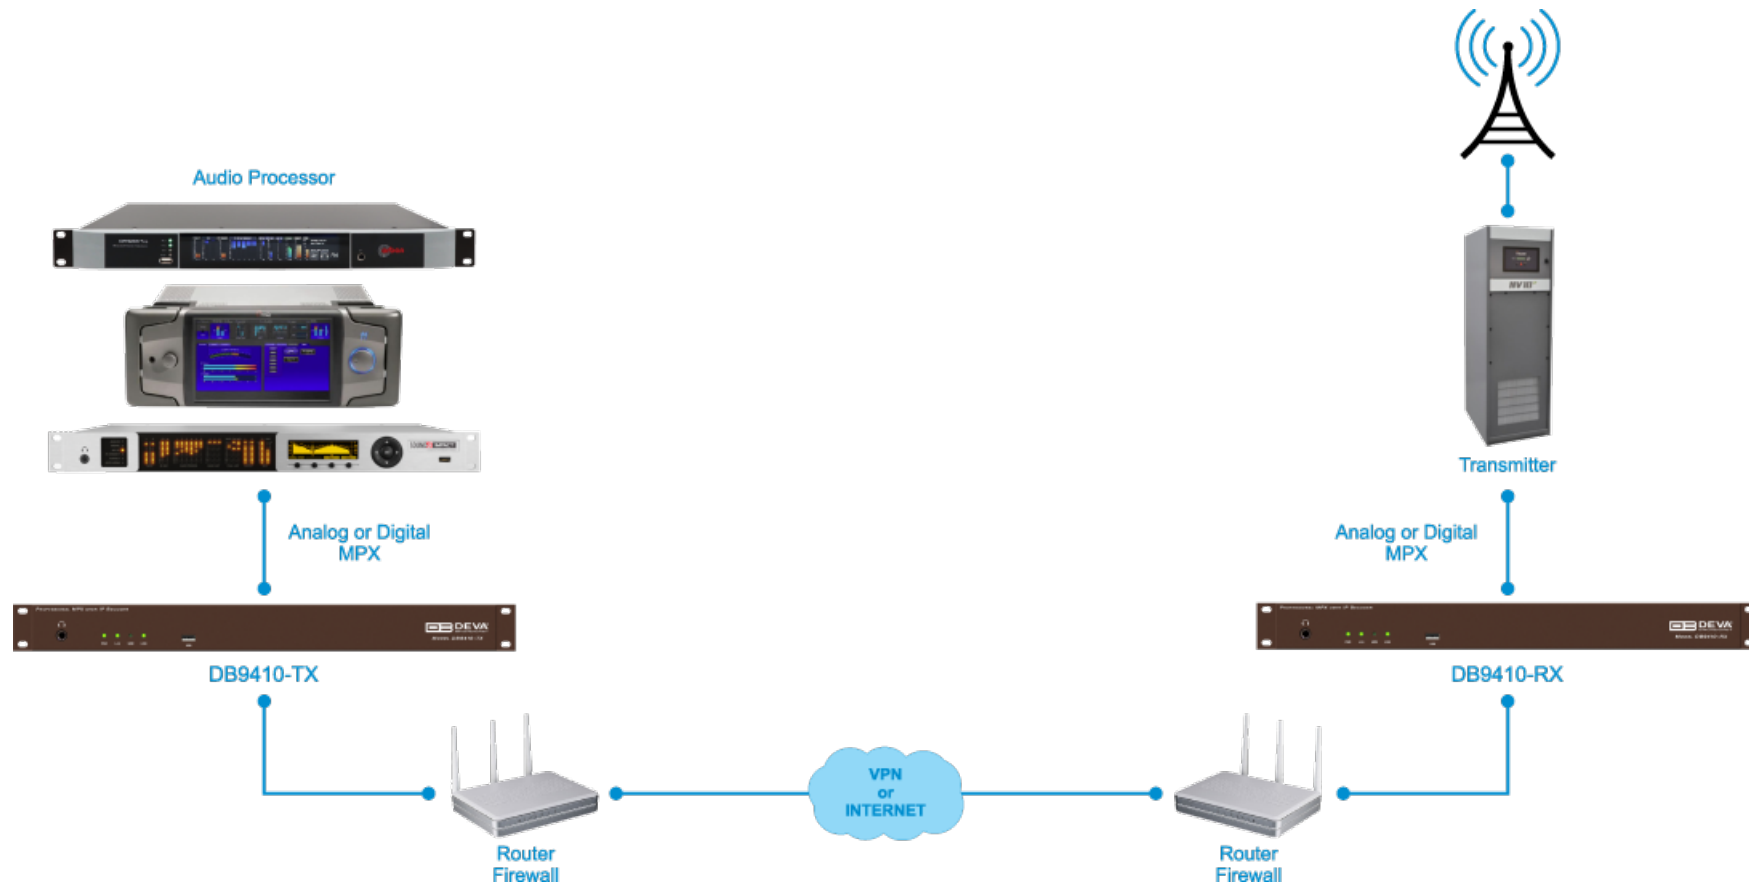 Audio Processor
Analog or Digital
MPX
DEVA
DB9410-TX
Router
Firewall
VPN
or
INTERNET
Router
Firewall
Transmitter
Analog or Digital
MPX
DEVA
DB9410-RX